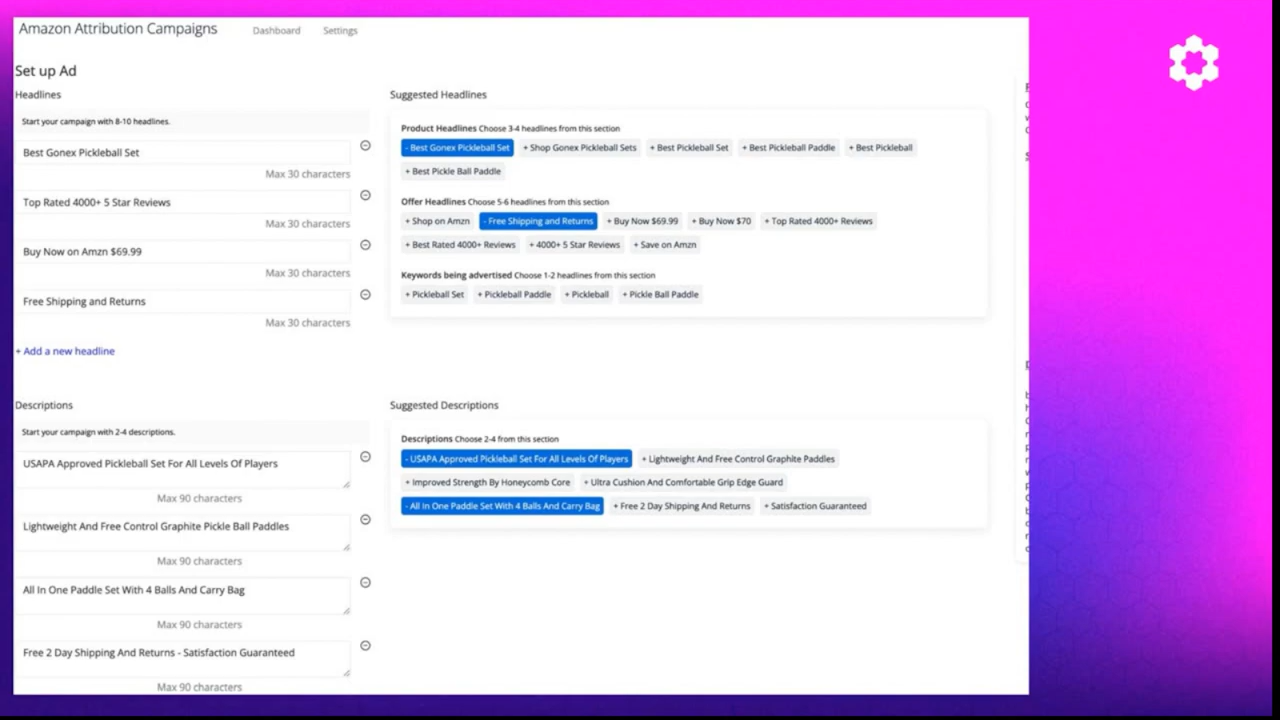 Amazon Attribution Campaigns
Dashboard
Settings
Set up Ad
Headlines
Start your campaign with 8-10 headlines.
Best Gonex Pickleball Set
Max 30 characters
Top Rated 4000+ 5 Star Reviews
Max 30 characters
Buy Now on Amzn $69.99
Max 30 characters
Free Shipping and Returns
Max 30 characters
+ Add a new headline
Suggested Headlines
Product Headlines Choose 3-4 headlines from this section
- Best Gonex Pickleball Set + Shop Gonex Pickleball Sets + Best Pickleball Set + Best Pickleball Paddle + Best Pickleball
+ Best Pickle Ball Paddle
Offer Headlines Choose 5-6 headlines from this section
+ Shop on Amzn - Free Shipping and Returns + Buy Now $69.99 + Buy Now $70 + Top Rated 4000+ Reviews
+ Best Rated 4000+ Reviews + 4000+ 5 Star Reviews + Save on Amzn
Keywords being advertised Choose 1-2 headlines from this section
+ Pickleball Set + Pickleball Paddle + Pickleball + Pickle Ball Paddle
Descriptions
Start your campaign with 2-4 descriptions.
USAPA Approved Pickleball Set For All Levels Of Players
Max 90 characters
Lightweight And Free Control Graphite Pickle Ball Paddles
Max 90 characters
All In One Paddle Set With 4 Balls And Carry Bag
Max 90 characters
Free 2 Day Shipping And Returns - Satisfaction Guaranteed
Max 90 characters
Suggested Descriptions
Descriptions Choose 2-4 from this section
- USAPA Approved Pickleball Set For All Levels Of Players + Lightweight And Free Control Graphite Paddles
+ Improved Strength By Honeycomb Core + Ultra Cushion And Comfortable Grip Edge Guard
- All In One Paddle Set With 4 Balls And Carry Bag + Free 2 Day Shipping And Returns + Satisfaction Guaranteed